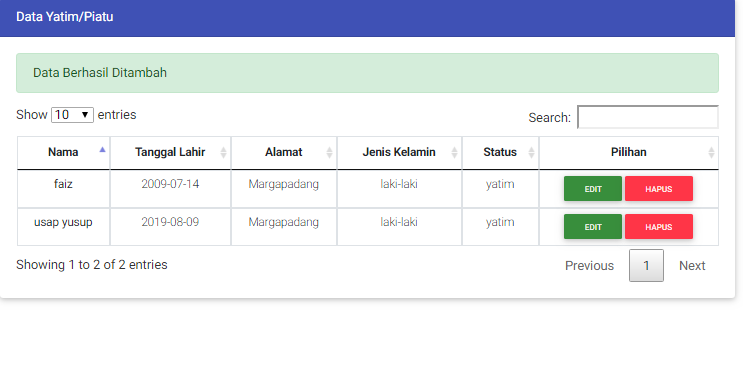 Data Yatim/Piatu
Data Berhasil Ditambah
Show 10 entries Search:
Nama Tanggal Lahir Alamat Jenis Kelamin Status Pilihan
faiz 2009-07-14 Margapadang laki-laki yatim EDIT HAPUS
usap yusup 2019-08-09 Margapadang laki-laki yatim EDIT HAPUS
Showing 1 to 2 of 2 entries Previous 1 Next